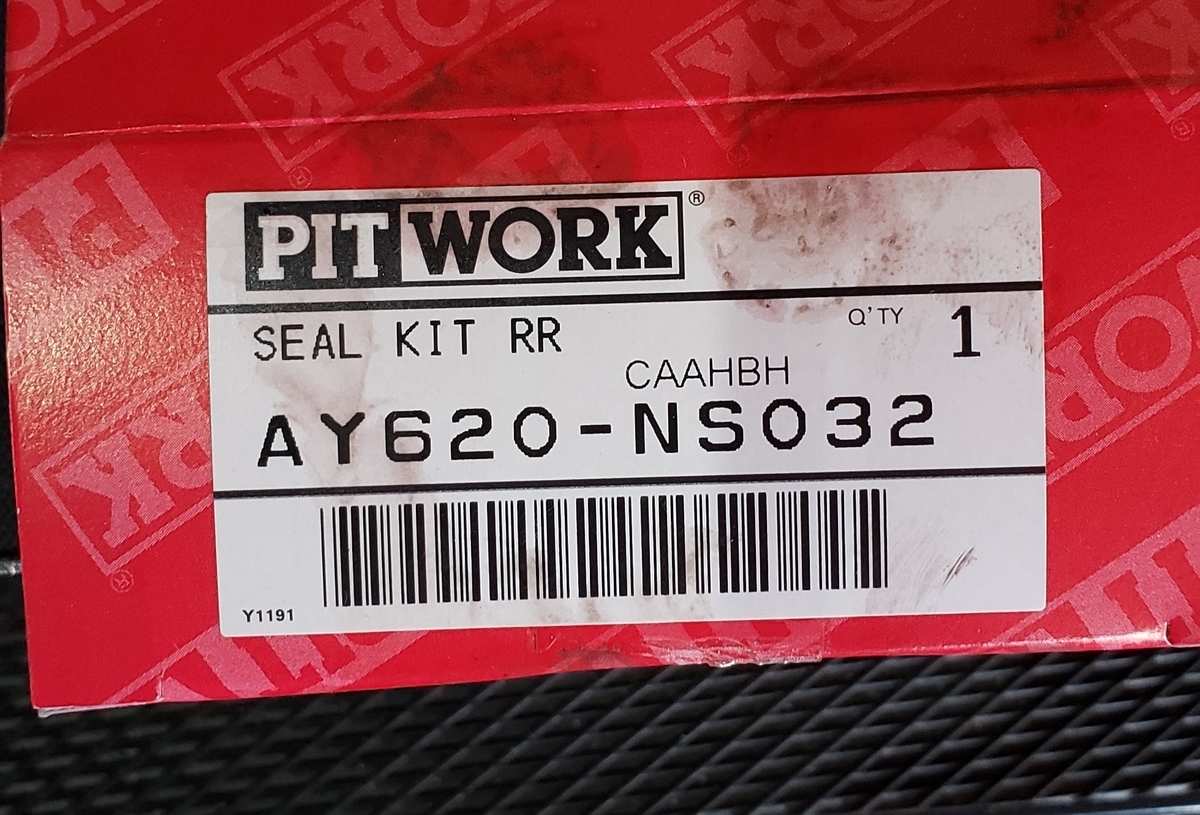 PITWORK®
SEAL KIT RR
Q'TY 1
CAAHBH
AY620-NS032
Y1191